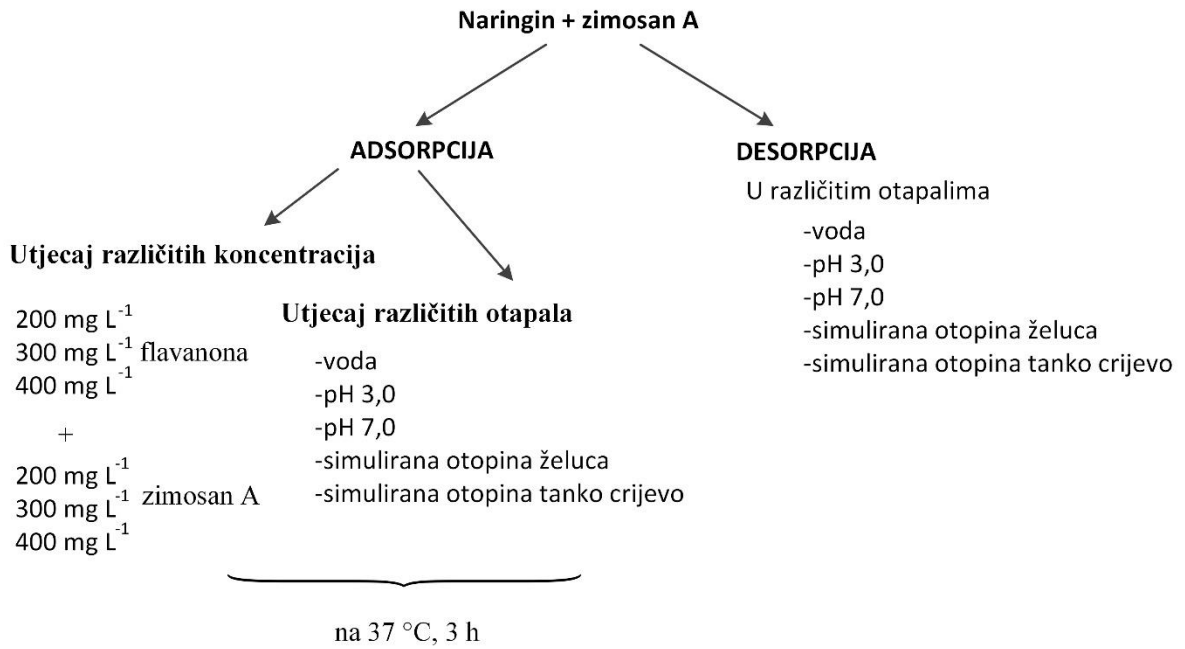 Naringin + zimosan A
ADSORPCIJA
Utjecaj različitih koncentracija
200 mg L-1
300 mg L-1 flavanona
400 mg L-1
+
200 mg L-1
300 mg L-1 zimosan A
400 mg L-1
Utjecaj različitih otapala
-voda
-pH 3,0
-pH 7,0
-simulirana otopina želuca
-simulirana otopina tanko crijevo
na 37 °C, 3 h
DESORPCIJA
U različitim otapalima
-voda
-pH 3,0
-pH 7,0
-simulirana otopina želuca
-simulirana otopina tanko crijevo